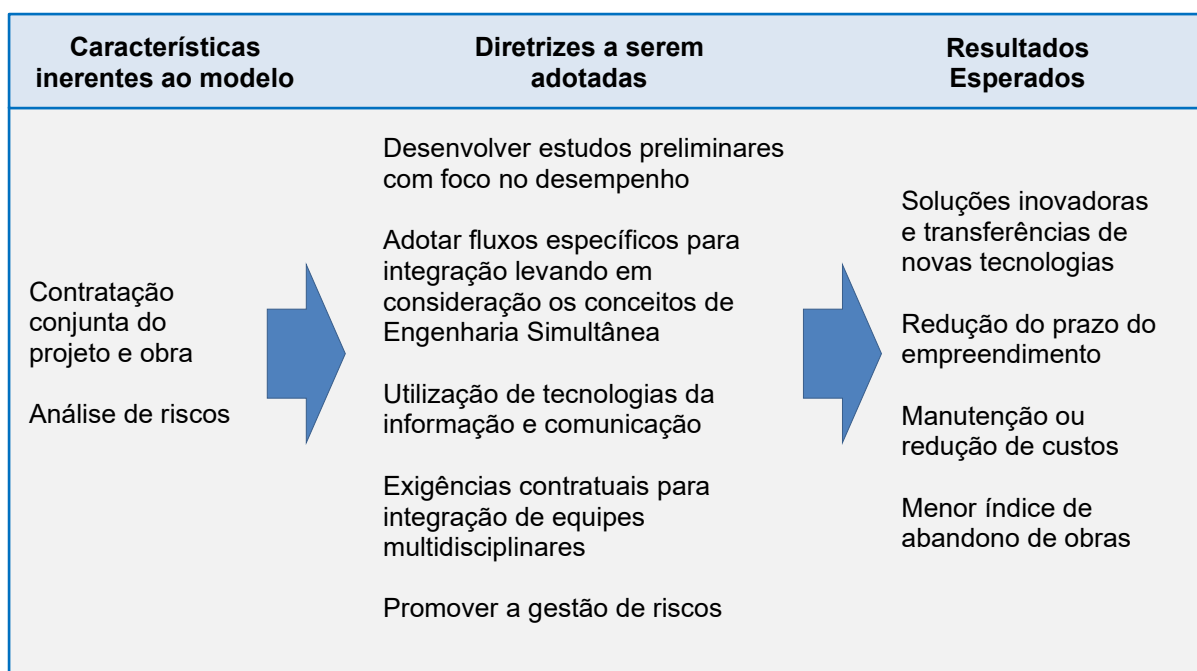 Características
inerentes ao modelo
Diretrizes a serem
adotadas
Resultados
Esperados
Contratação
conjunta do
projeto e obra
Análise de riscos
Desenvolver estudos preliminares
com foco no desempenho
Adotar fluxos específicos para
integração levando em
consideração os conceitos de
Engenharia Simultânea
Utilização de tecnologias da
informação e comunicação
Exigências contratuais para
integração de equipes
multidisciplinares
Promover a gestão de riscos
Soluções inovadoras
e transferências de
novas tecnologias
Redução do prazo do
empreendimento
Manutenção ou
redução de custos
Menor índice de
abandono de obras